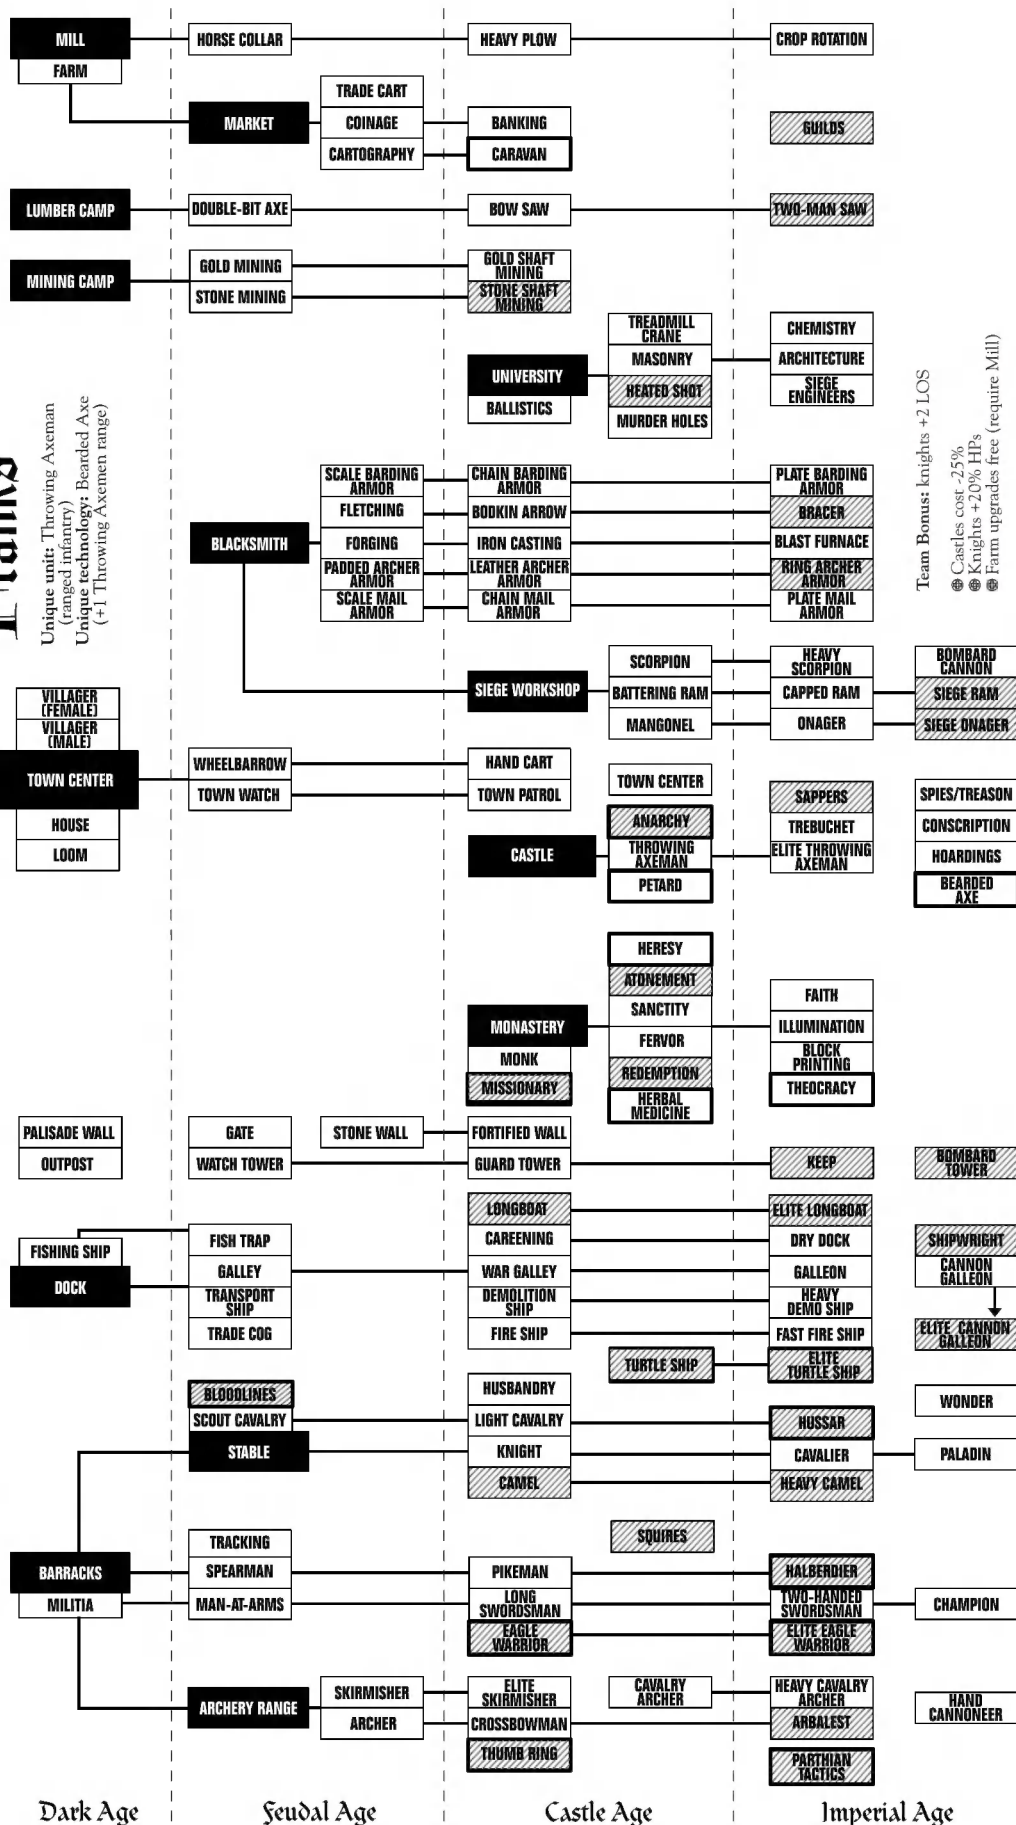 MILL
FARM
HORSE COLLAR
HEAVY PLOW
CROP ROTATION
MARKET
TRADE CART
COINAGE
CARTOGRAPHY
BANKING
CARAVAN
GUILDS
LUMBER CAMP
DOUBLE-BIT AXE
BOW SAW
TWO-MAN SAW
MINING CAMP
GOLD MINING
STONE MINING
GOLD SHAFT
MINING
STONE SHAFT
MINING
UNIVERSITY
BALLISTICS
TREADMILL
CRANE
MASONRY
HEATED SHOT
MURDER HOLES
CHEMISTRY
ARCHITECTURE
SIEGE
ENGINEERS
Franks
Unique unit: Throwing Axeman
(ranged infantry)
Unique technology: Bearded Axe
(+1 Throwing Axemen range)
Team Bonus: knights +2 LOS
Castles cost -25%
Knights +20% HPs
Farm upgrades free (require Mill)
BLACKSMITH
SCALE BARDING
ARMOR
FLETCHING
FORGING
PADDED ARCHER
ARMOR
SCALE MAIL
ARMOR
CHAIN BARDING
ARMOR
BODKIN ARROW
IRON CASTING
LEATHER ARCHER
ARMOR
CHAIN MAIL
ARMOR
PLATE BARDING
ARMOR
BRACER
BLAST FURNACE
RING ARCHER
ARMOR
PLATE MAIL
ARMOR
SIEGE WORKSHOP
SCORPION
BATTERING RAM
MANGONEL
HEAVY
SCORPION
CAPPED RAM
ONAGER
BOMBARD
CANNON
SIEGE RAM
SIEGE ONAGER
VILLAGER
(FEMALE)
VILLAGER
(MALE)
TOWN CENTER
HOUSE
LOOM
WHEELBARROW
TOWN WATCH
HAND CART
TOWN PATROL
TOWN CENTER
CASTLE
ANARCHY
THROWING
AXEMAN
PETARD
SAPPERS
TREBUCHET
ELITE THROWING
AXEMAN
SPIES/TREASON
CONSCRIPTION
HOARDINGS
BEARDED
AXE
MONASTERY
MONK
MISSIONARY
HERESY
ATONEMENT
SANCTITY
FERVOR
REDEMPTION
HERBAL
MEDICINE
FAITH
ILLUMINATION
BLOCK
PRINTING
THEOCRACY
PALISADE WALL
OUTPOST
GATE
WATCH TOWER
STONE WALL
FORTIFIED WALL
GUARD TOWER
KEEP
BOMBARD
TOWER
FISHING SHIP
DOCK
FISH TRAP
GALLEY
TRANSPORT
SHIP
TRADE COG
LONGBOAT
CAREENING
WAR GALLEY
DEMOLITION
SHIP
FIRE SHIP
TURTLE SHIP
ELITE LONGBOAT
DRY DOCK
GALLEON
HEAVY
DEMO SHIP
FAST FIRE SHIP
ELITE
TURTLE SHIP
SHIPWRIGHT
CANNON
GALLEON
ELITE CANNON
GALLEON
BLOODLINES
SCOUT CAVALRY
STABLE
HUSBANDRY
LIGHT CAVALRY
KNIGHT
CAMEL
HUSSAR
CAVALIER
HEAVY CAMEL
WONDER
PALADIN
BARRACKS
MILITIA
TRACKING
SPEARMAN
MAN-AT-ARMS
SQUIRES
PIKEMAN
LONG
SWORDSMAN
EAGLE
WARRIOR
HALBERDIER
TWO-HANDED
SWORDSMAN
ELITE EAGLE
WARRIOR
CHAMPION
ARCHERY RANGE
SKIRMISHER
ARCHER
ELITE
SKIRMISHER
CROSSBOWMAN
THUMB RING
CAVALRY
ARCHER
HEAVY CAVALRY
ARCHER
ARBALEST
PARTHIAN
TACTICS
HAND
CANNONEER
Dark Age
Feudal Age
Castle Age
Imperial Age